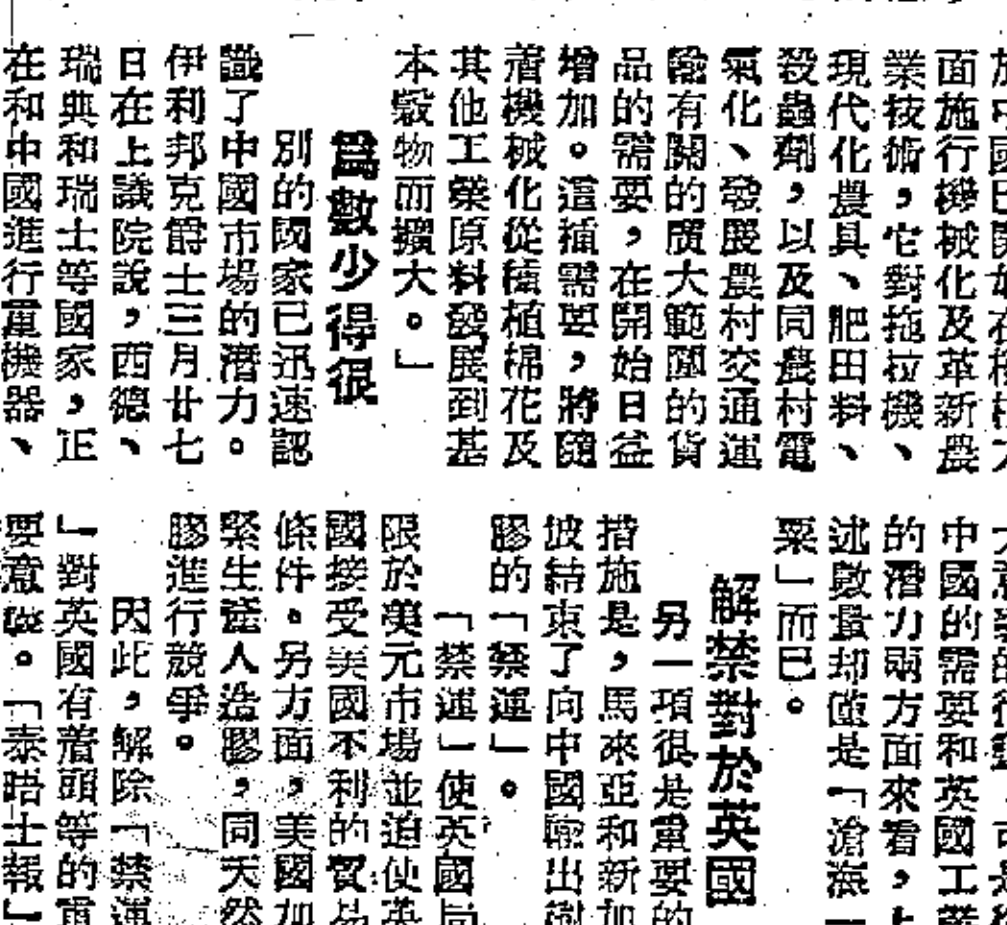 面施行機械化及革新農
業技術，它對拖拉機、
現代化農具、肥田料、
殺蟲劑，以及同農村電
氣化、發展農村交通運
輸有關的廣大範圍的貨
品的需要，在開始日益
增加。這種需要，將隨
着機械化從種植棉花及
其他工業原料發展到基
本穀物而擴大。」
爲數少得很
別的國家已迅速認
識了中國市場的潛力。
伊利邦克爵士三月廿七
日在上議院說，西德、
瑞典和瑞士等國家，正
在和中國進行電機器、
中國的需要和英國工業
的潛力兩方面來看，上
述數量却僅是「滄海一
粟」而已。
解禁對於英國
另一項很是重要的
措施是，馬來亞和新加
波結束了向中國輸出樹
膠的「禁運」。
「禁運」使英國局
限於美元市場並迫使英
國接受美國不利的貿易
條件。另方面，美國加
緊生產人造膠，同天然
膠進行競爭。
因此，解除「禁運
」對英國有着頭等的重
要意義。「泰晤士報」